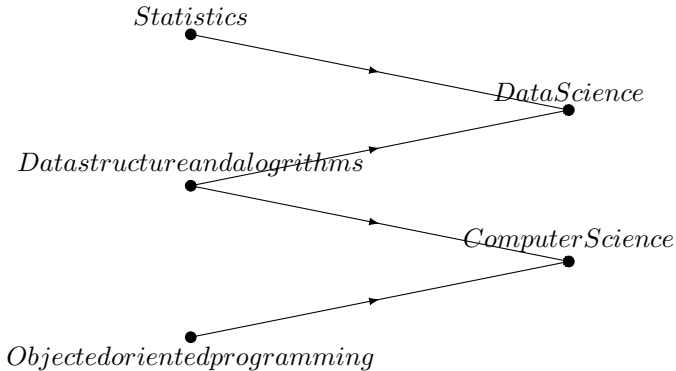 Statistics
DataScience
Datastructureandalogrithms
ComputerScience
Objectedorientedprogramming